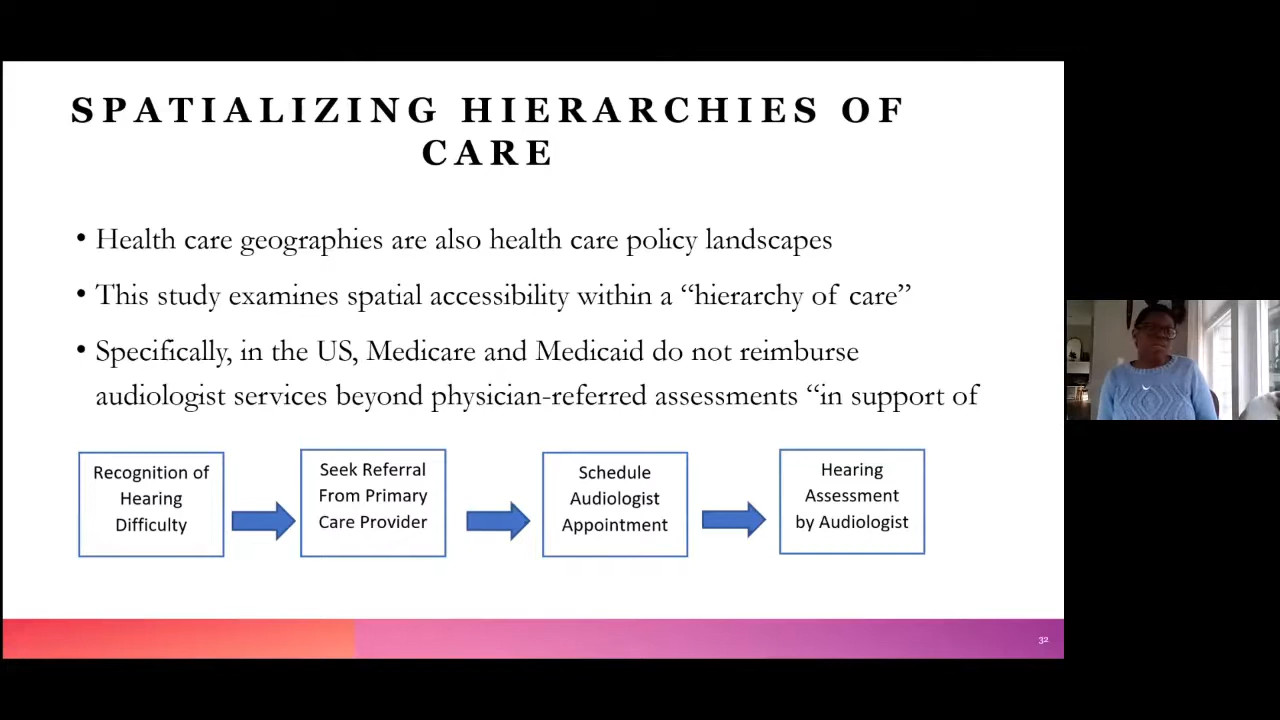 SPATIALIZING HIERARCHIES OF
CARE
• Health care geographies are also health care policy landscapes
• This study examines spatial accessibility within a “hierarchy of care”
• Specifically, in the US, Medicare and Medicaid do not reimburse
audiologist services beyond physician-referred assessments “in support of
Recognition of
Hearing
Difficulty
Seek Referral
From Primary
Care Provider
Schedule
Audiologist
Appointment
Hearing
Assessment
by Audiologist
32